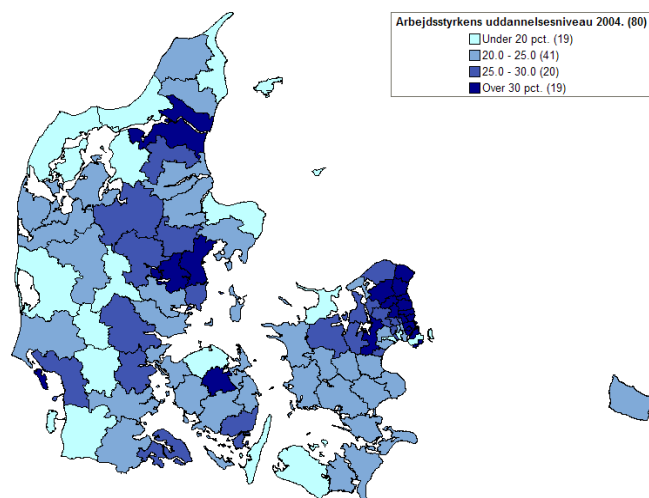 Arbejdsstyrkens uddannelsesniveau 2004. (80)
Under 20 pct. (19)
20.0 - 25.0 (41)
25.0 - 30.0 (20)
Over 30 pct. (19)